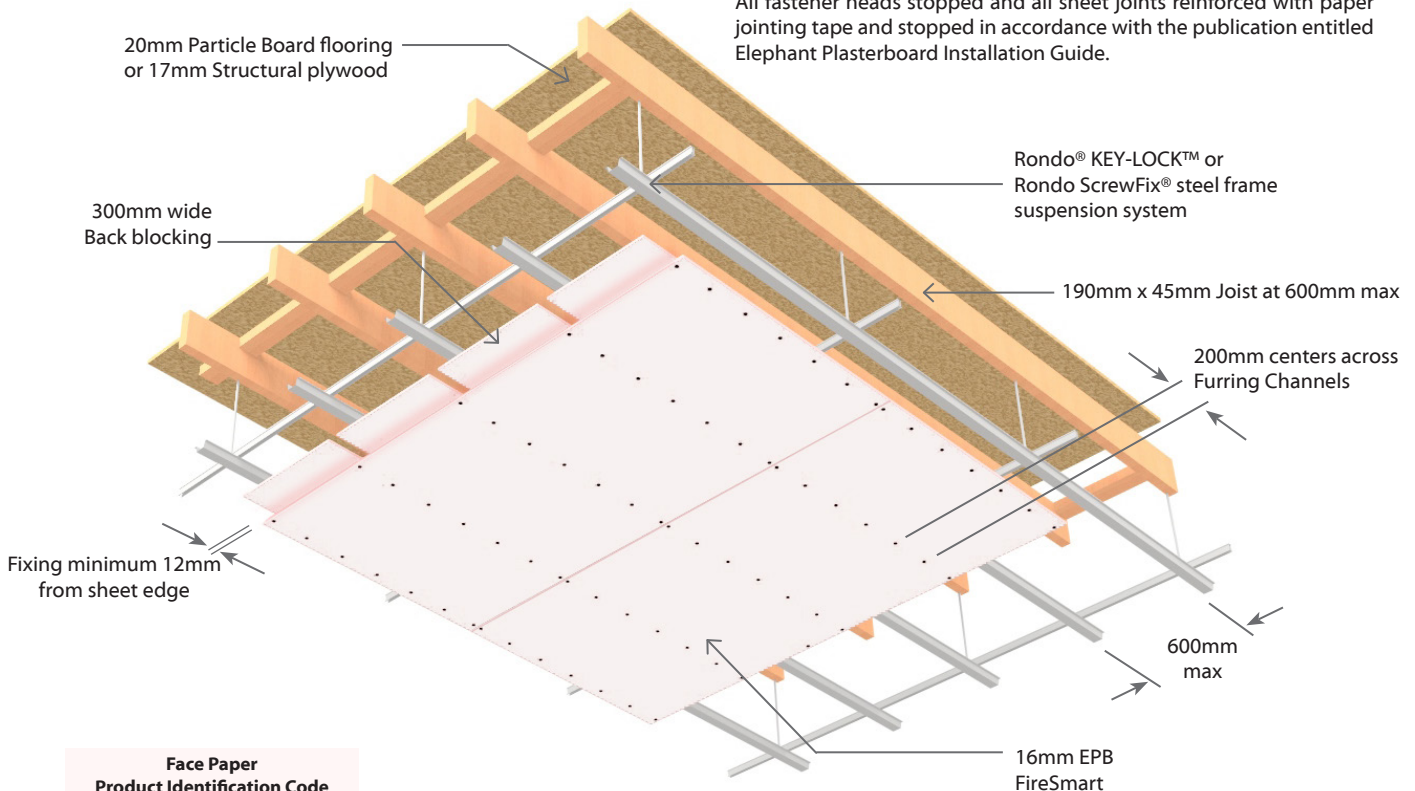 All fastener heads stopped and all sheet joints reinforced with paper
jointing tape and stopped in accordance with the publication entitled
Elephant Plasterboard Installation Guide.
20mm Particle Board flooring
or 17mm Structural plywood
Rondo® KEY-LOCK™ or
Rondo ScrewFix® steel frame
suspension system
300mm wide
Back blocking
190mm x 45mm Joist at 600mm max
200mm centers across
Furring Channels
Fixing minimum 12mm
from sheet edge
600mm
max
16mm EPB
FireSmart
Face Paper
Product Identification Code